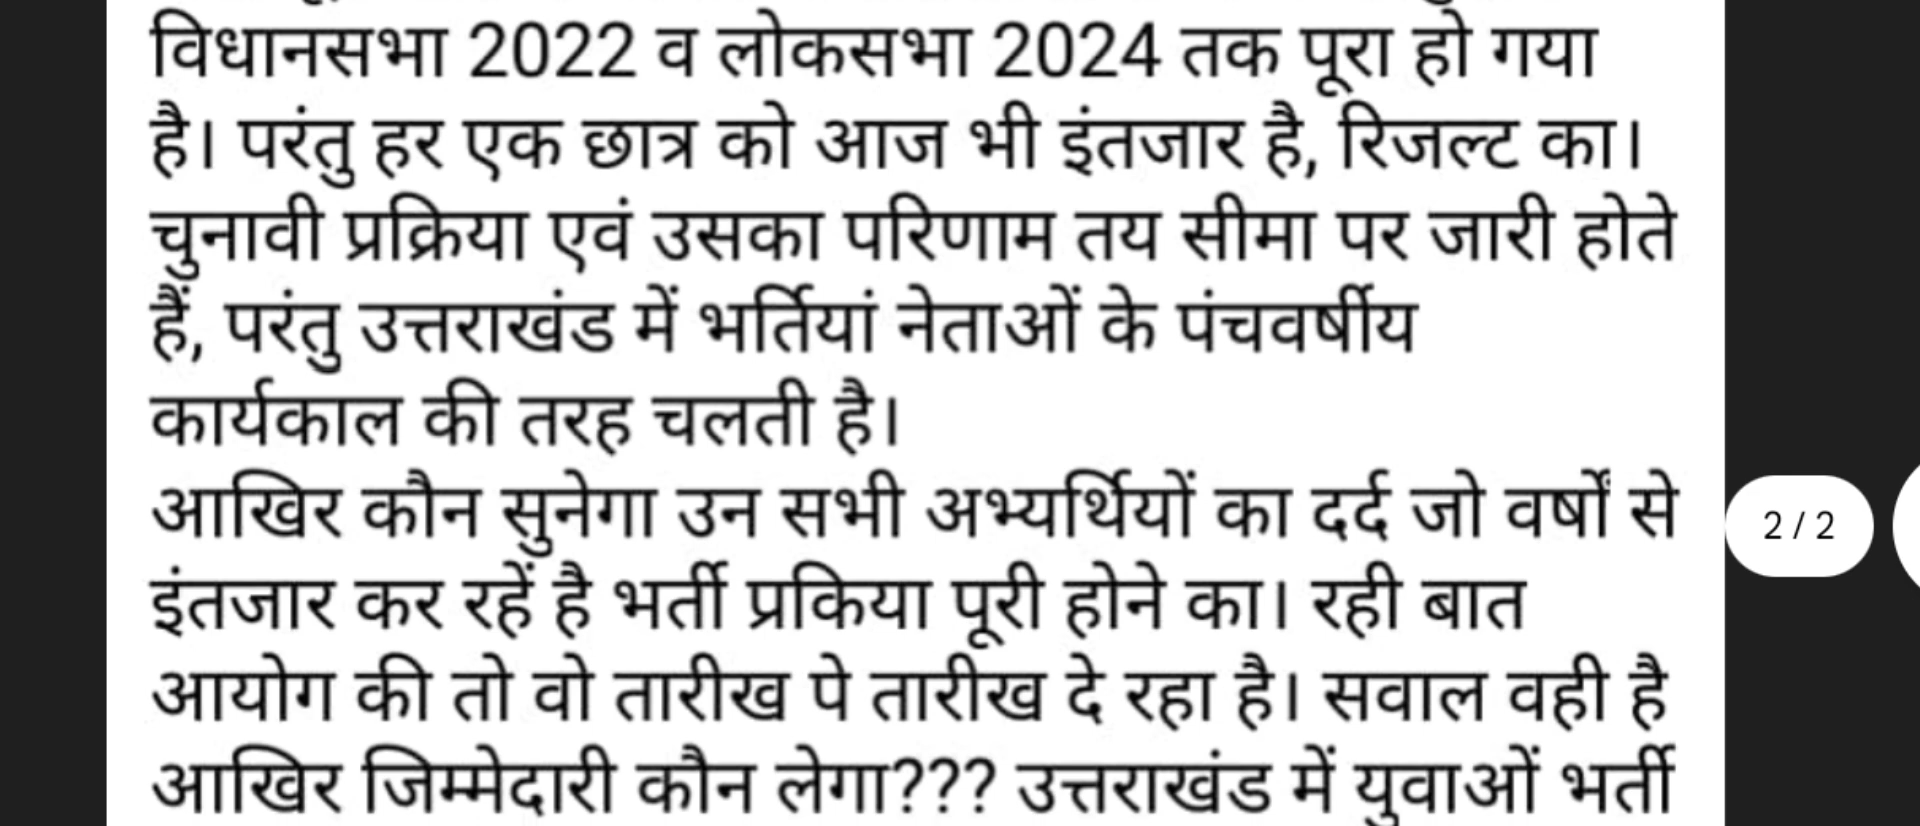 विधानसभा 2022 व लोकसभा 2024 तक पूरा हो गया
है। परंतु हर एक छात्र को आज भी इंतजार है, रिजल्ट का।
चुनावी प्रक्रिया एवं उसका परिणाम तय सीमा पर जारी होते
हैं, परंतु उत्तराखंड में भर्तियां नेताओं के पंचवर्षीय
कार्यकाल की तरह चलती है।
आखिर कौन सुनेगा उन सभी अभ्यर्थियों का दर्द जो वर्षों से
इंतजार कर रहें है भर्ती प्रकिया पूरी होने का। रही बात
आयोग की तो वो तारीख पे तारीख दे रहा है। सवाल वही है
आखिर जिम्मेदारी कौन लेगा??? उत्तराखंड में युवाओं भर्ती
2 / 2